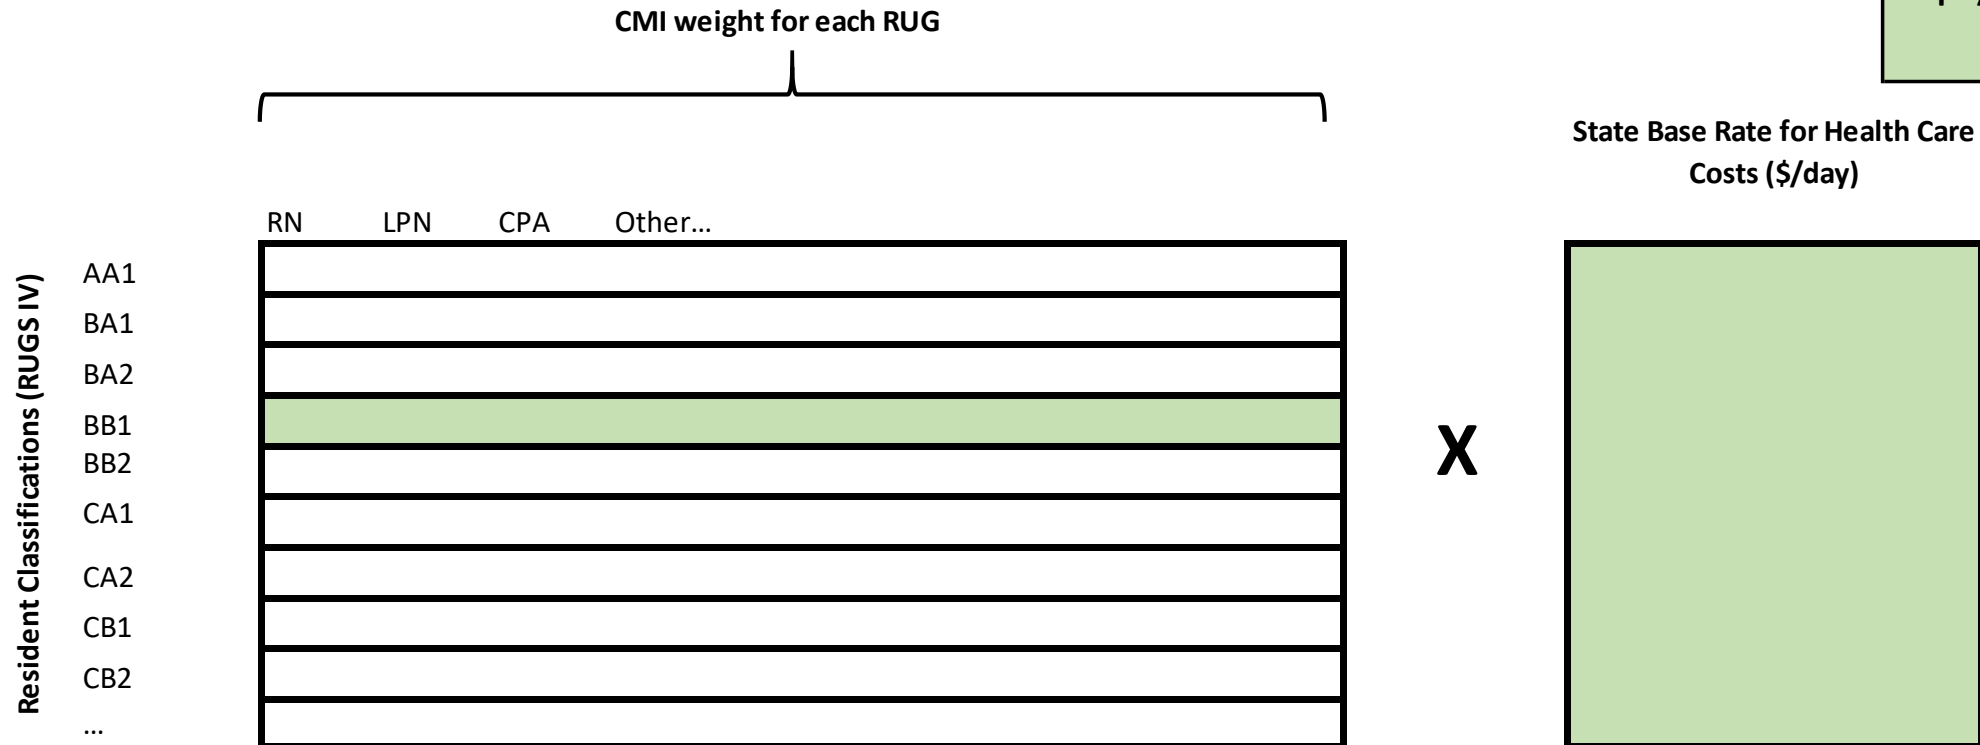 CMI weight for each RUG
State Base Rate for Health Care
Costs ($/day)
RN LPN CPA Other...
Resident Classifications (RUGS IV)
AA1
BA1
BA2
BB1
BB2
CA1
CA2
CB1
CB2
...
X